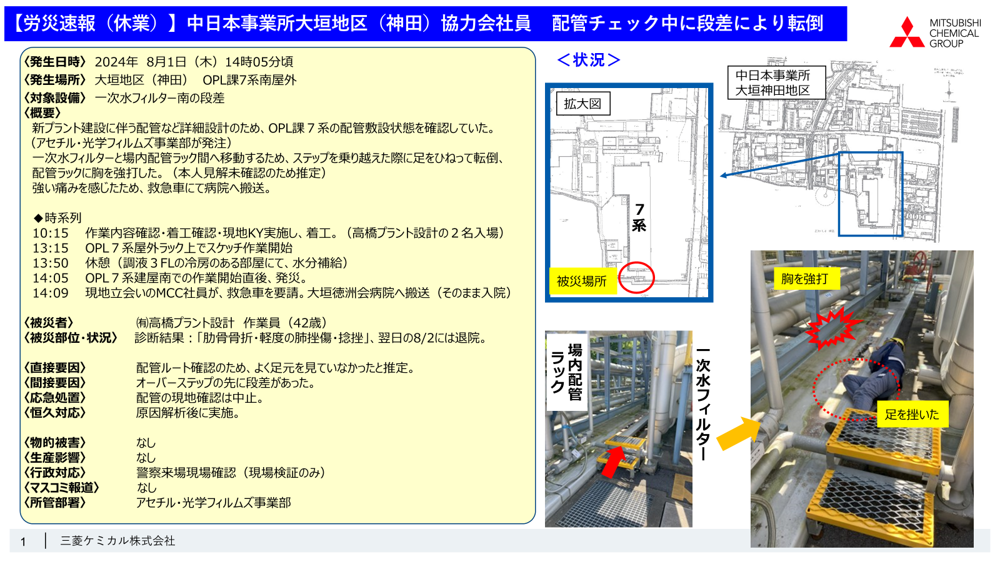 【労災速報（休業）】中日本事業所大垣地区（神田）協力会社員　配管チェック中に段差により転倒
MITSUBISHI
CHEMICAL
GROUP
〈発生日時〉 2024年 8月1日（木）14時05分頃
〈発生場所〉 大垣地区（神田） OPL課7系南屋外
〈対象設備〉 一次水フィルター南の段差
〈概要〉
新プラント建設に伴う配管など詳細設計のため、OPL課７系の配管敷設状態を確認していた。
（アセチル・光学フィルムズ事業部が発注）
一次水フィルターと場内配管ラック間へ移動するため、ステップを乗り越えた際に足をひねって転倒、
配管ラックに胸を強打した。（本人見解未確認のため推定）
強い痛みを感じたため、救急車にて病院へ搬送。
◆時系列
10:15 作業内容確認・着工確認・現地KY実施し、着工。（高橋プラント設計の２名入場）
13:15 OPL７系屋外ラック上でスケッチ作業開始
13:50 休憩（調液３FLの冷房のある部屋にて、水分補給）
14:05 OPL７系建屋南での作業開始直後、発災。
14:09 現地立会いのMCC社員が、救急車を要請。大垣徳洲会病院へ搬送（そのまま入院）
〈被災者〉 ㈲高橋プラント設計 作業員（42歳）
〈被災部位・状況〉 診断結果：「肋骨骨折・軽度の肺挫傷・捻挫」、翌日の8/2には退院。
〈直接要因〉 配管ルート確認のため、よく足元を見ていなかったと推定。
〈間接要因〉 オーバーステップの先に段差があった。
〈応急処置〉 配管の現地確認は中止。
〈恒久対応〉 原因解析後に実施。
〈物的被害〉 なし
〈生産影響〉 なし
〈行政対応〉 警察来場現場確認（現場検証のみ）
〈マスコミ報道〉 なし
〈所管部署〉 アセチル・光学フィルムズ事業部
＜状況＞
拡大図
7
系
被災場所
中日本事業所
大垣神田地区
場内配管
ラック
一次水フィルター
胸を強打
足を挫いた
1
三菱ケミカル株式会社